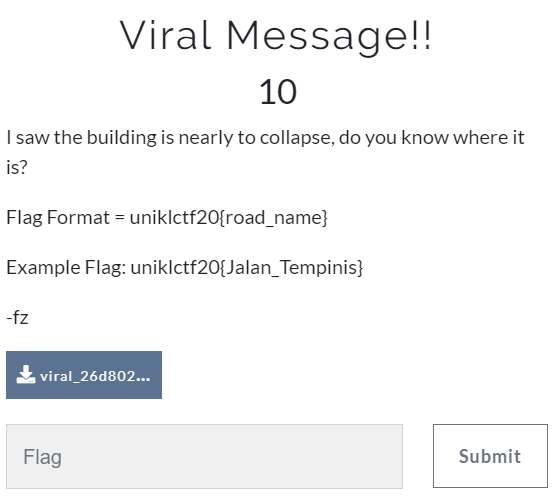 Viral Message!!
10
I saw the building is nearly to collapse, do you know where it
is?
Flag Format = uniklctf20{road_name}
Example Flag: uniklctf20{Jalan_Tempinis}
-fz
viral_26d802...
Flag
Submit